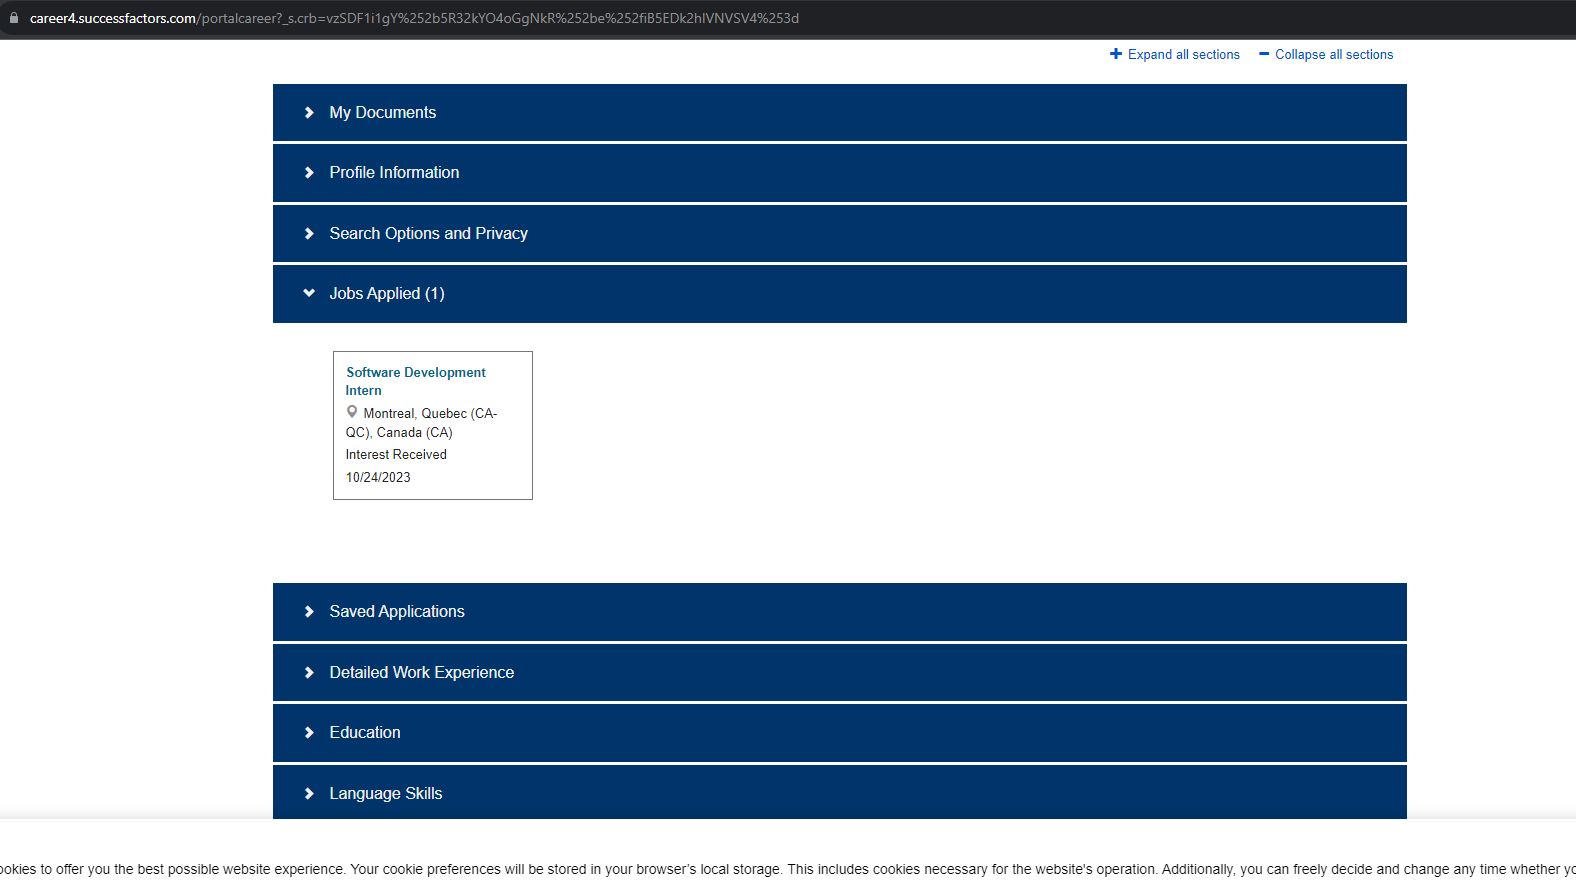 career4.successfactors.com/portalcareer?_s.crb=vzSDF1i1gY%252b5R32kYO4oGgNkR%252be%252fiB5EDk2hlVNVSV4%253d
Expand all sections Collapse all sections
My Documents
Profile Information
Search Options and Privacy
Jobs Applied (1)
Software Development
Intern
Montreal, Quebec (CA-
QC), Canada (CA)
Interest Received
10/24/2023
Saved Applications
Detailed Work Experience
Education
Language Skills
ookies to offer you the best possible website experience. Your cookie preferences will be stored in your browser’s local storage. This includes cookies necessary for the website's operation. Additionally, you can freely decide and change any time whether yo